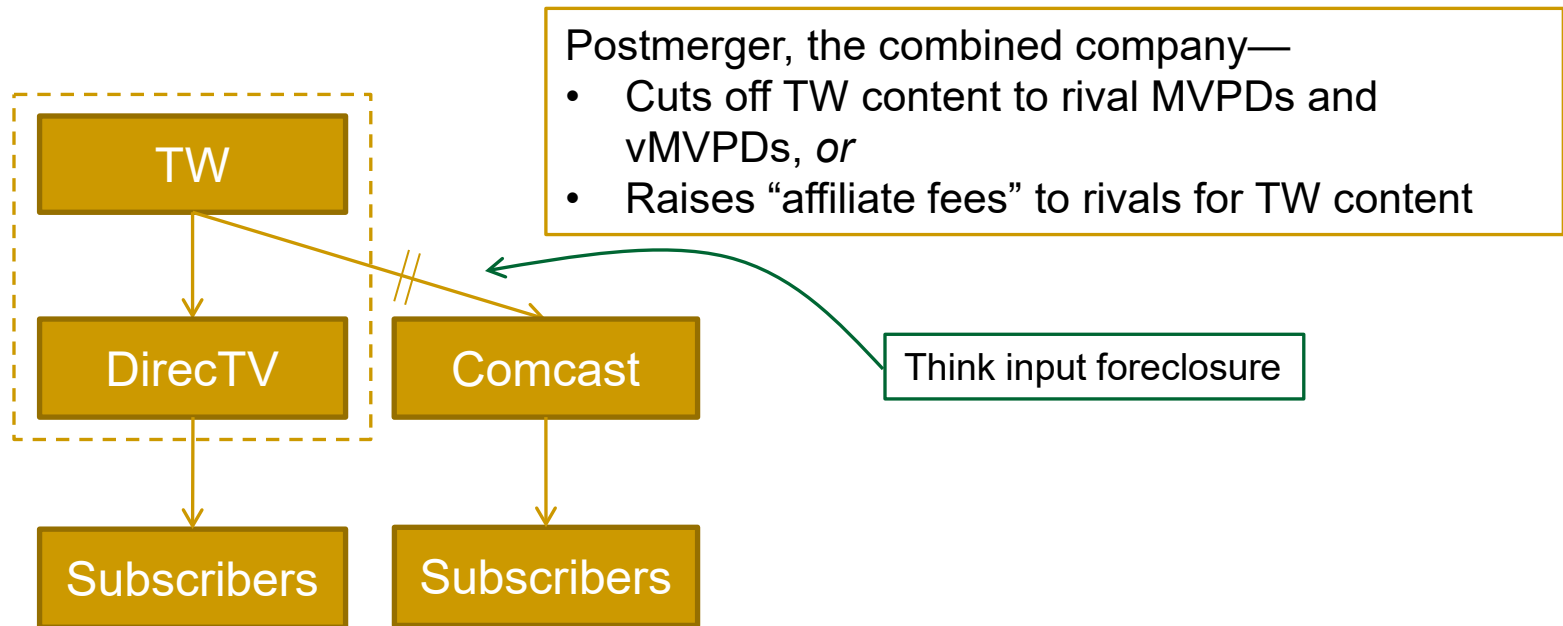 Postmerger, the combined company—
• Cuts off TW content to rival MVPDs and
vMVPDs, or
• Raises “affiliate fees” to rivals for TW content
TW
DirecTV
Comcast
Think input foreclosure
Subscribers
Subscribers